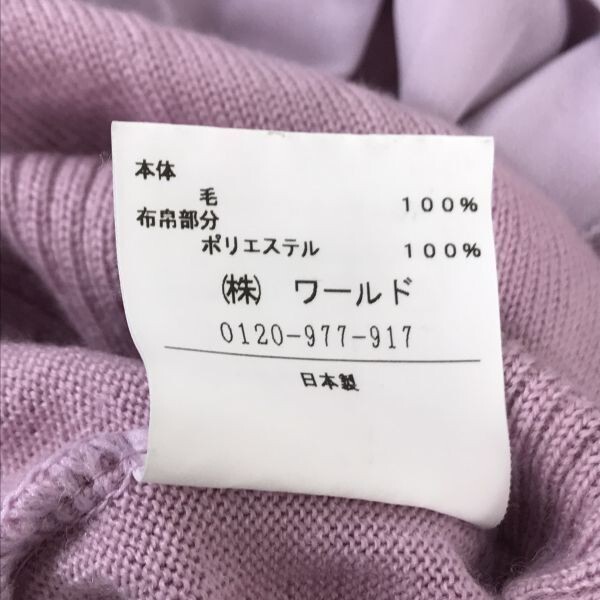 本体
毛 100%
布帛部分
ポリエステル 100%
(株) ワールド
0120-977-917
日本製